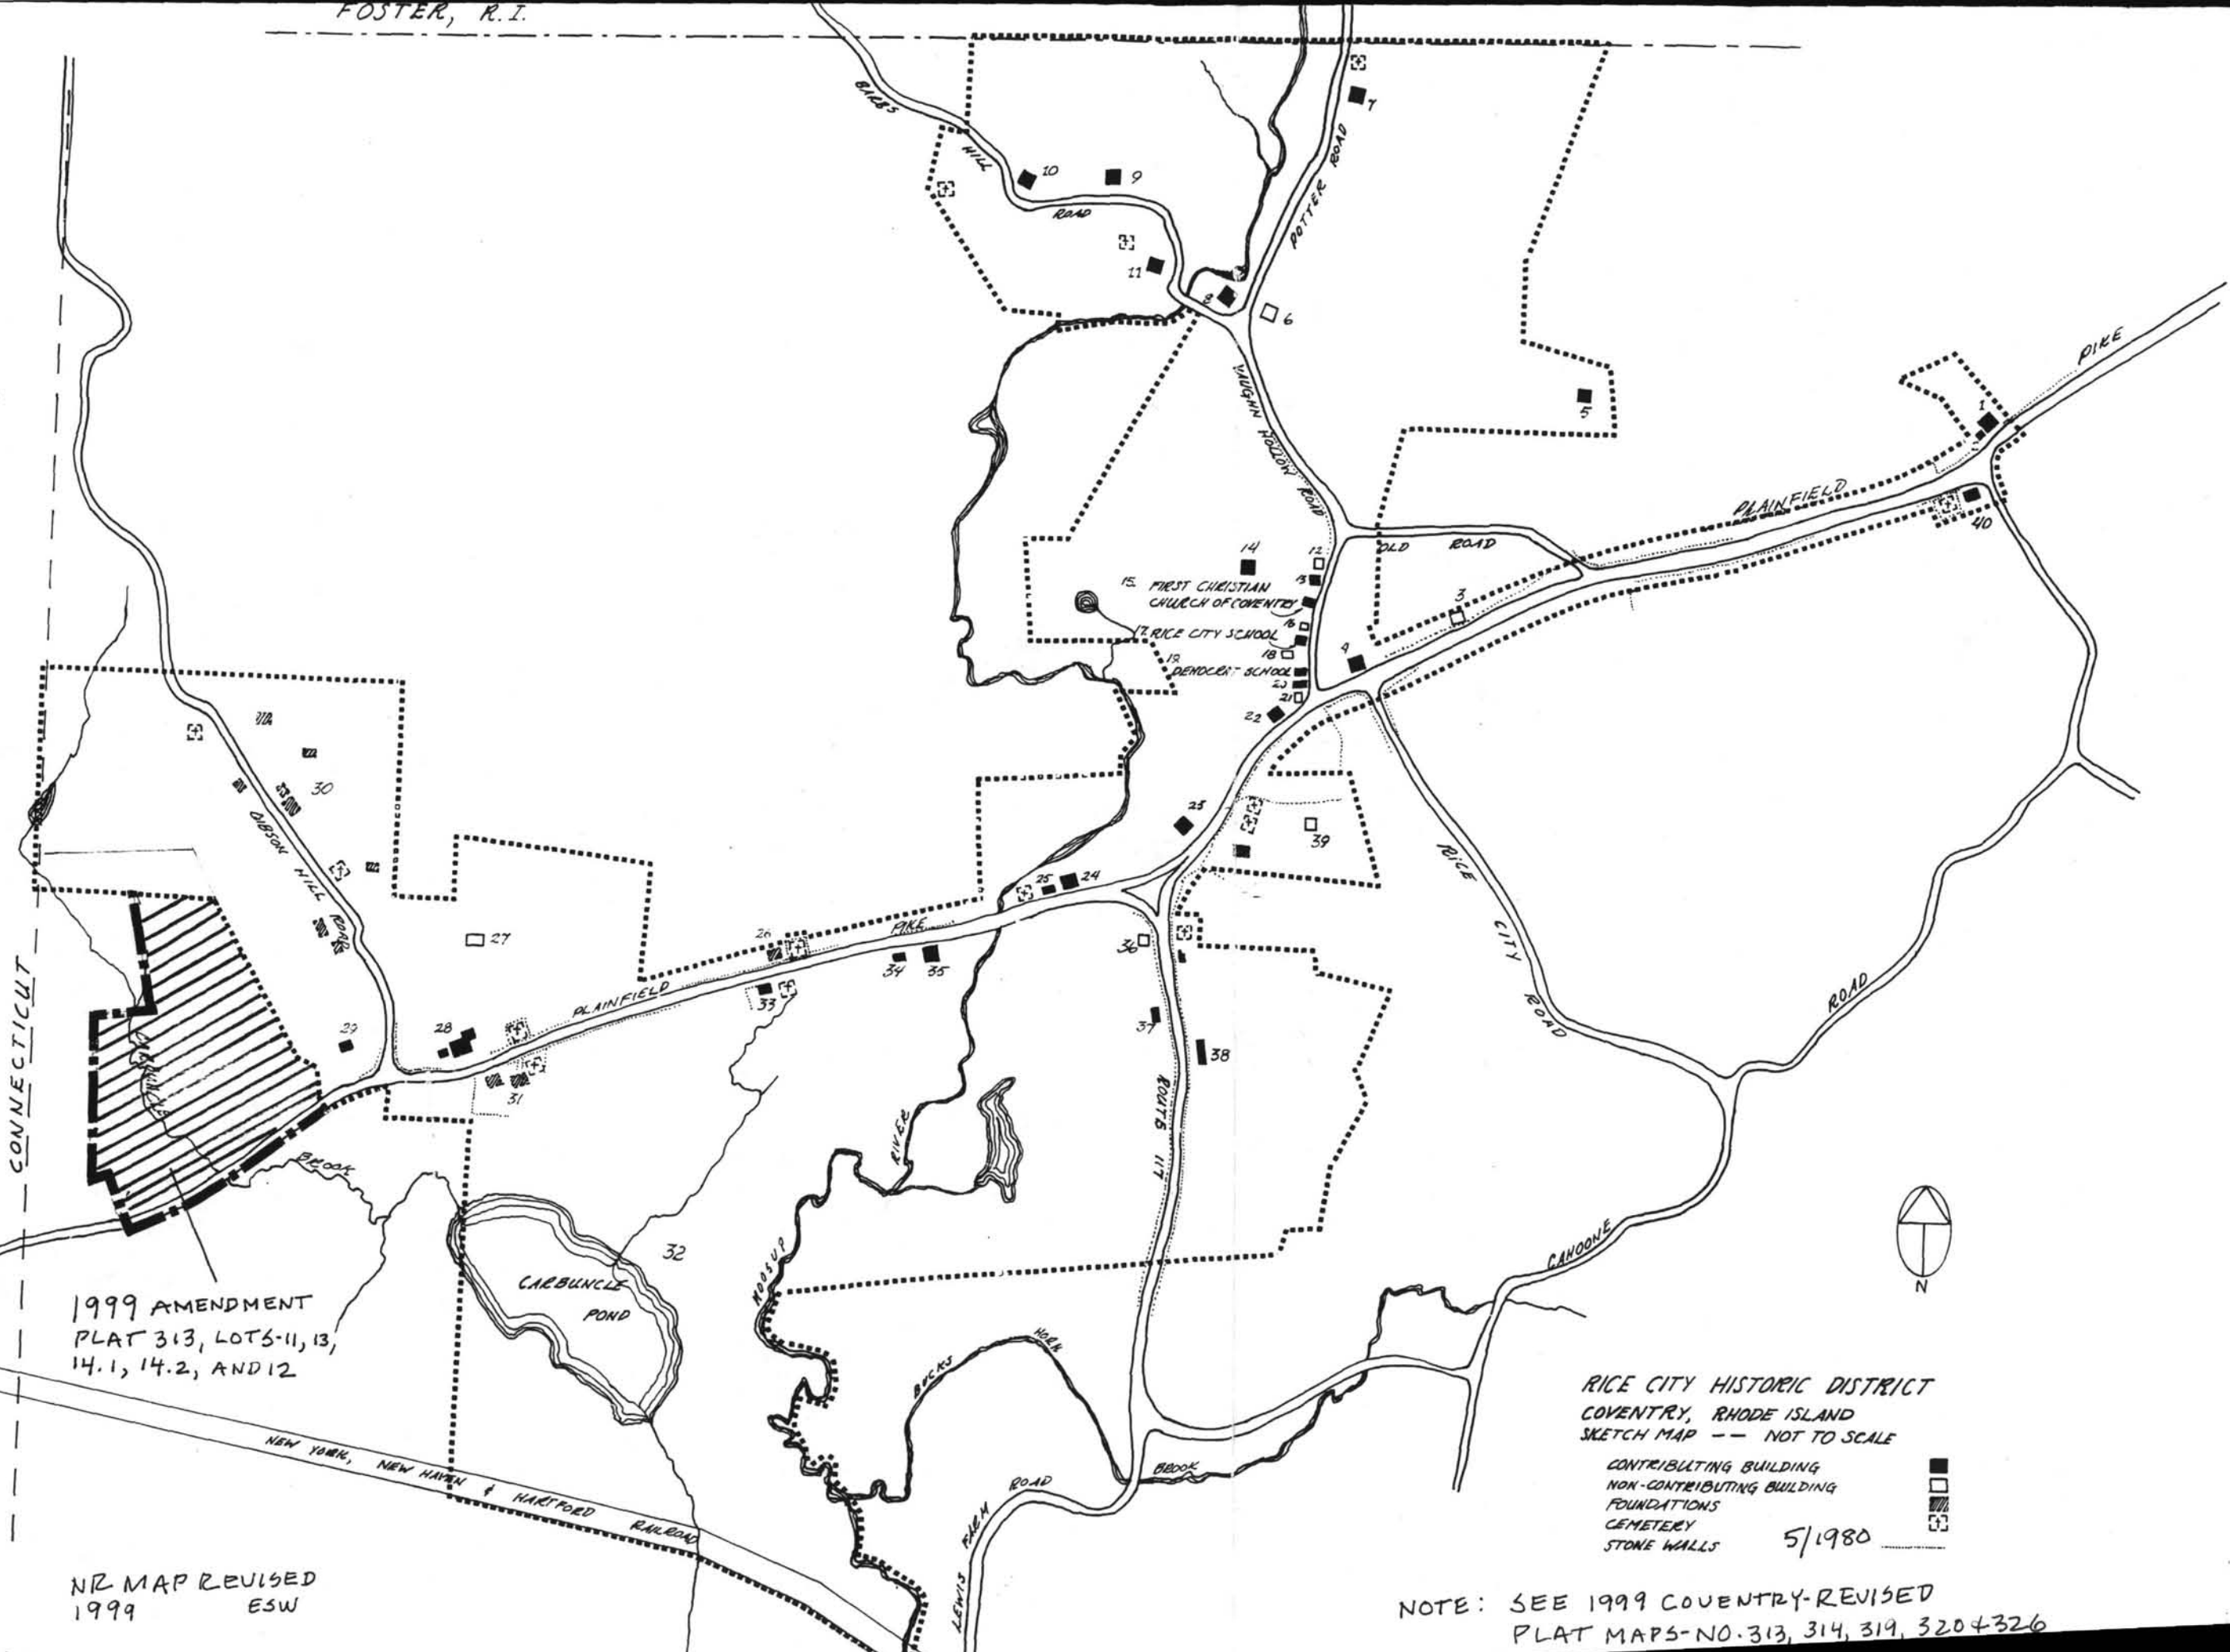 FOSTER, R.I.
BARBS
HILL
ROAD
10
9
11
7
POTTER ROAD
8
6
VAUGHN HOLLOW ROAD
5
1
2
PIKE
PLAINFIELD
40
OLD ROAD
3
4
14
12
13
15. FIRST CHRISTIAN
CHURCH OF COVENTRY
16
17. RICE CITY SCHOOL
18
19.
DEMOCRAT SCHOOL
20
21
22
23
39
RICE
CITY
ROAD
30
GIBSON
HILL
ROAD
27
25
24
26
PIKE
PLAINFIELD
34
35
33
36
37
38
28
29
31
ROUTE 117
CONNECTICUT
CARBUNCLE
BROOK
RIVER
MOOSUP
32
CARBUNCLE
POND
BUCKS
HORN
BROOK
CAHOONE
ROAD
N
1999 AMENDMENT
PLAT 313, LOTS-11, 13,
14.1, 14.2, AND 12
NEW YORK, NEW HAVEN & HARTFORD RAILROAD
LEWIS
FARM
ROAD
RICE CITY HISTORIC DISTRICT
COVENTRY, RHODE ISLAND
SKETCH MAP -- NOT TO SCALE
CONTRIBUTING BUILDING
NON-CONTRIBUTING BUILDING
FOUNDATIONS
CEMETERY
STONE WALLS
5/1980
NR MAP REVISED
1999 ESW
NOTE: SEE 1999 COVENTRY-REVISED
PLAT MAPS-NO. 313, 314, 319, 320 & 326